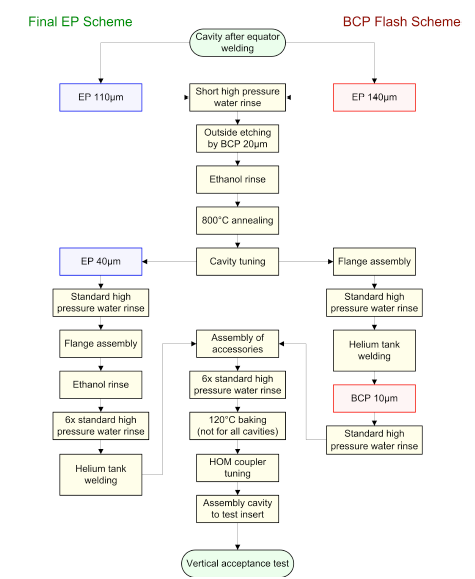 Final EP Scheme
BCP Flash Scheme
Cavity after equator
welding
EP 110µm
Short high pressure
water rinse
EP 140µm
Outside etching
by BCP 20µm
Ethanol rinse
800°C annealing
EP 40µm
Cavity tuning
Flange assembly
Standard high
pressure water rinse
Standard high
pressure water rinse
Flange assembly
Assembly of
accessories
Helium tank
welding
Ethanol rinse
6x standard high
pressure water rinse
BCP 10µm
6x standard high
pressure water rinse
120°C baking
(not for all cavities)
Standard high
pressure water rinse
Helium tank
welding
HOM coupler
tuning
Assembly cavity
to test insert
Vertical acceptance test